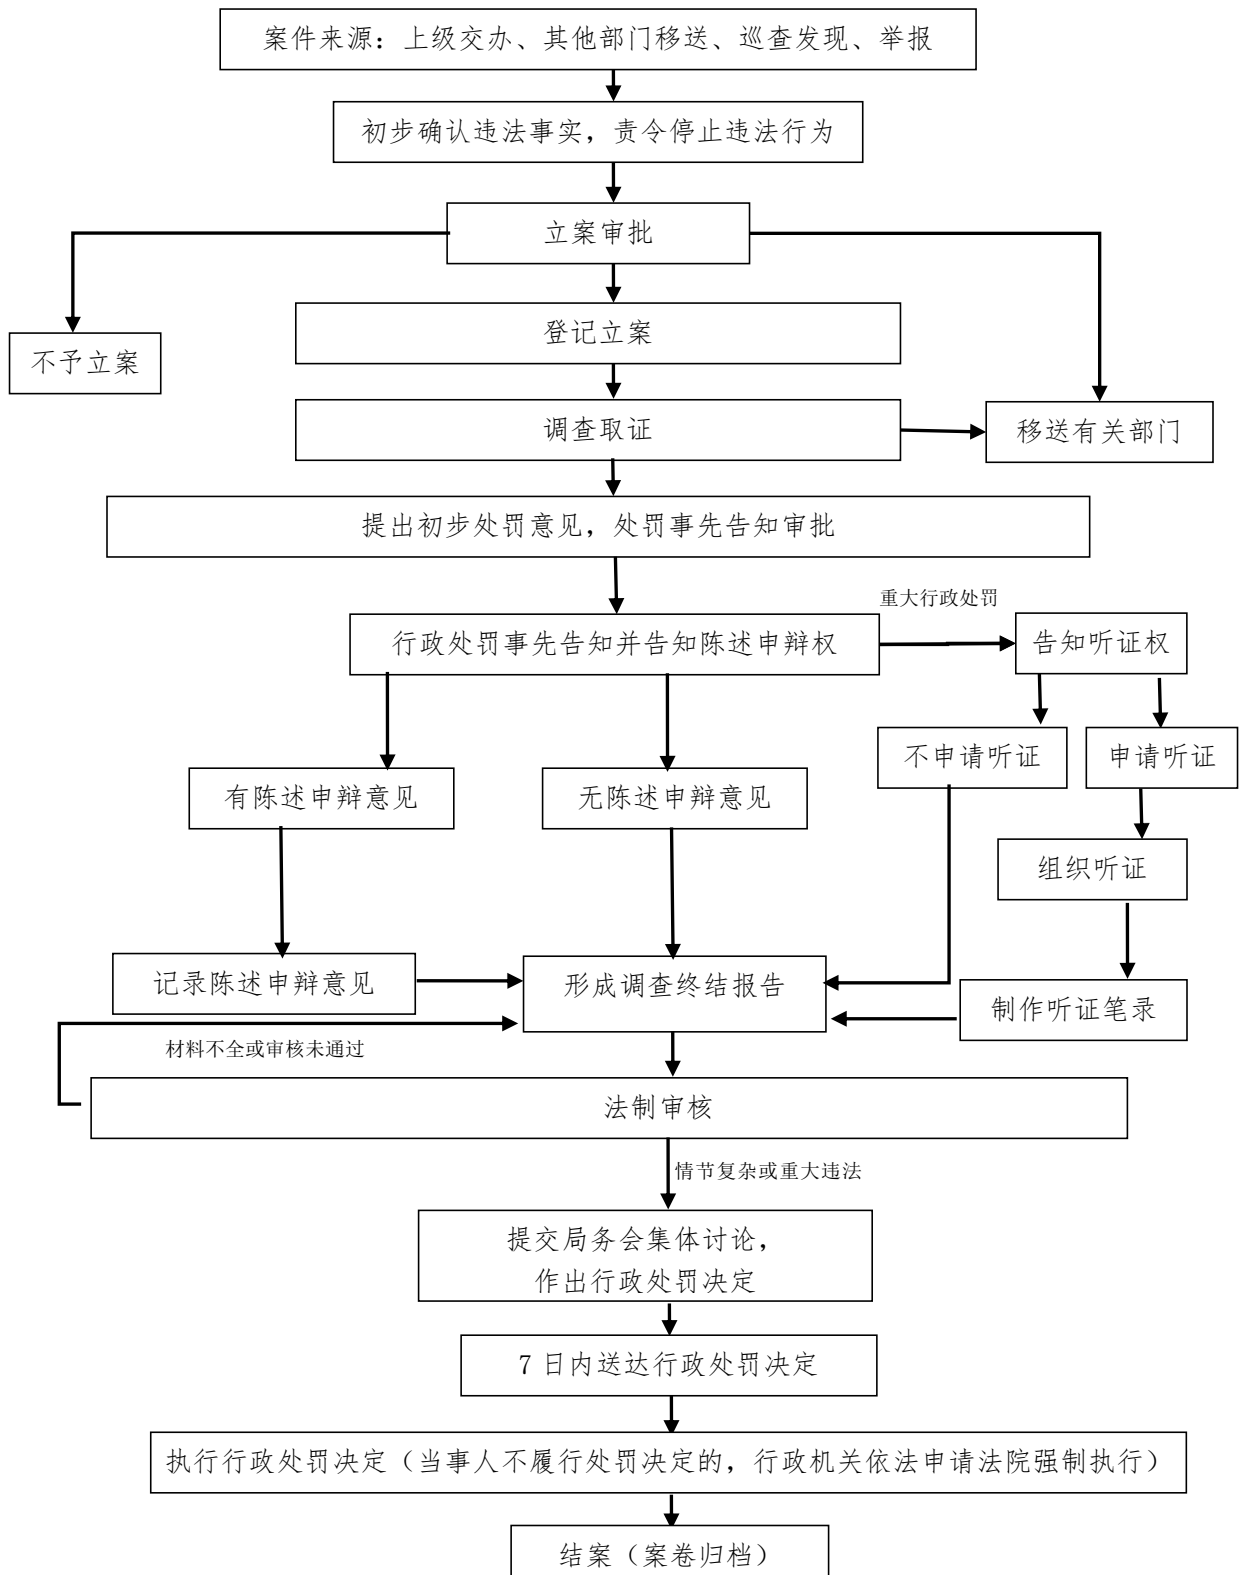 案件来源：上级交办、其他部门移送、巡查发现、举报
初步确认违法事实，责令停止违法行为
立案审批
登记立案
不予立案
调查取证
移送有关部门
提出初步处罚意见，处罚事先告知审批
重大行政处罚
行政处罚事先告知并告知陈述申辩权
告知听证权
不申请听证
申请听证
有陈述申辩意见
无陈述申辩意见
组织听证
记录陈述申辩意见
形成调查终结报告
制作听证笔录
材料不全或审核未通过
法制审核
情节复杂或重大违法
提交局务会集体讨论，
作出行政处罚决定
7 日内送达行政处罚决定
执行行政处罚决定（当事人不履行处罚决定的，行政机关依法申请法院强制执行）
结案（案卷归档）